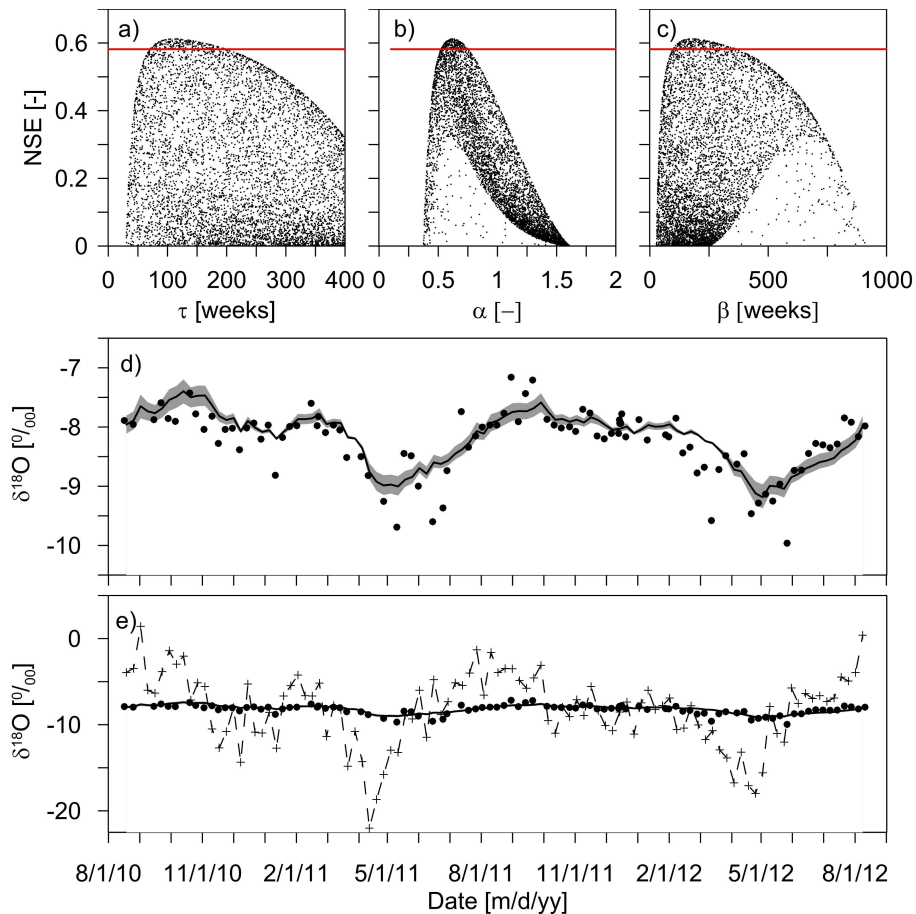 a) b) c)
0.6
0.4
0.2
0
NSE [-]
0 100 200 300 400 0 0.5 1 1.5 2 0 500 1000
τ [weeks] α [–] β [weeks]
d)
-7
-8
-9
-10
δ¹⁸O [⁰/₀₀]
e)
0
-10
-20
δ¹⁸O [⁰/₀₀]
8/1/10 11/1/10 2/1/11 5/1/11 8/1/11 11/1/11 2/1/12 5/1/12 8/1/12
Date [m/d/yy]